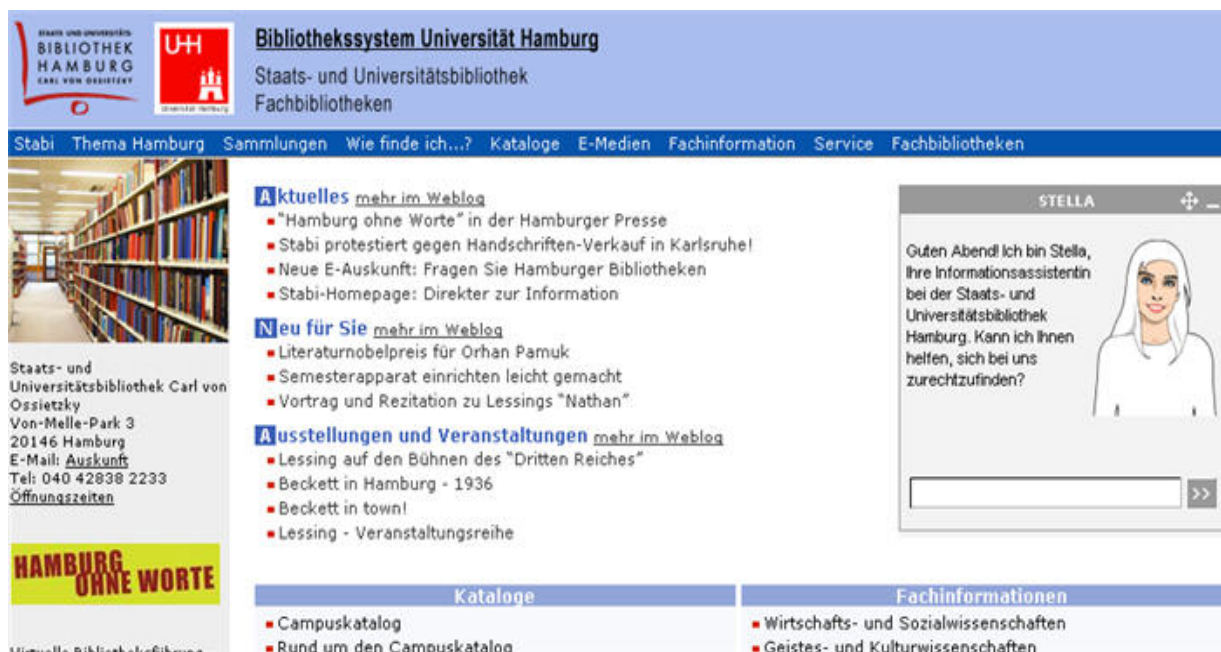 STAATS- UND UNIVERSITÄTS-
BIBLIOTHEK
HAMBURG
CARL VON OSSIETZKY
UHH
Universität Hamburg
Bibliothekssystem Universität Hamburg
Staats- und Universitätsbibliothek
Fachbibliotheken
Stabi Thema Hamburg Sammlungen Wie finde ich...? Kataloge E-Medien Fachinformation Service Fachbibliotheken
Aktuelles mehr im Weblog
"Hamburg ohne Worte" in der Hamburger Presse
Stabi protestiert gegen Handschriften-Verkauf in Karlsruhe!
Neue E-Auskunft: Fragen Sie Hamburger Bibliotheken
Stabi-Homepage: Direkter zur Information
Neu für Sie mehr im Weblog
Literaturnobelpreis für Orhan Pamuk
Semesterapparat einrichten leicht gemacht
Vortrag und Rezitation zu Lessings "Nathan"
Ausstellungen und Veranstaltungen mehr im Weblog
Lessing auf den Bühnen des "Dritten Reiches"
Beckett in Hamburg - 1936
Beckett in town!
Lessing - Veranstaltungsreihe
STELLA
Guten Abend! Ich bin Stella,
Ihre Informationsassistentin
bei der Staats- und
Universitätsbibliothek
Hamburg. Kann ich Ihnen
helfen, sich bei uns
zurechtzufinden?
>>
Staats- und
Universitätsbibliothek Carl von
Ossietzky
Von-Melle-Park 3
20146 Hamburg
E-Mail: Auskunft
Tel: 040 42838 2233
Öffnungszeiten
HAMBURG
OHNE WORTE
Virtuelle Bibliotheksführung
Kataloge
Campuskatalog
Rund um den Campuskatalog
Fachinformationen
Wirtschafts- und Sozialwissenschaften
Geistes- und Kulturwissenschaften